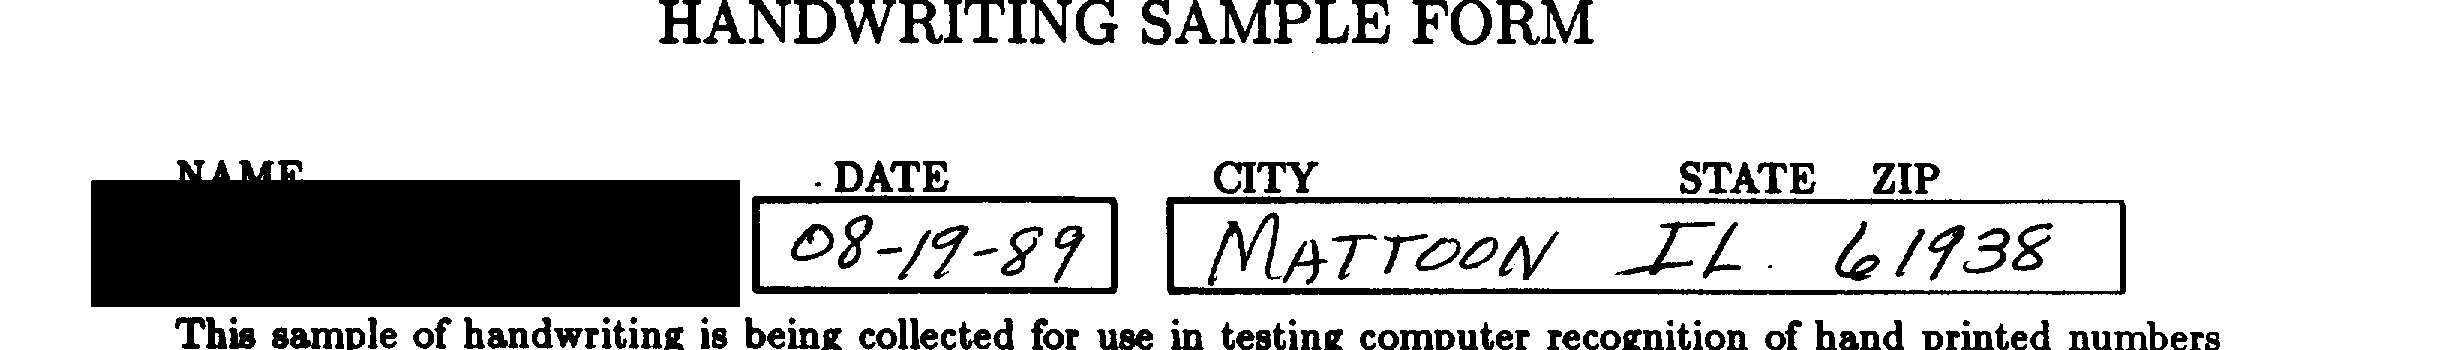 HANDWRITING SAMPLE FORM
NAME DATE CITY STATE ZIP
08-19-89 MATTOON IL. 61938
This sample of handwriting is being collected for use in testing computer recognition of hand printed numbers